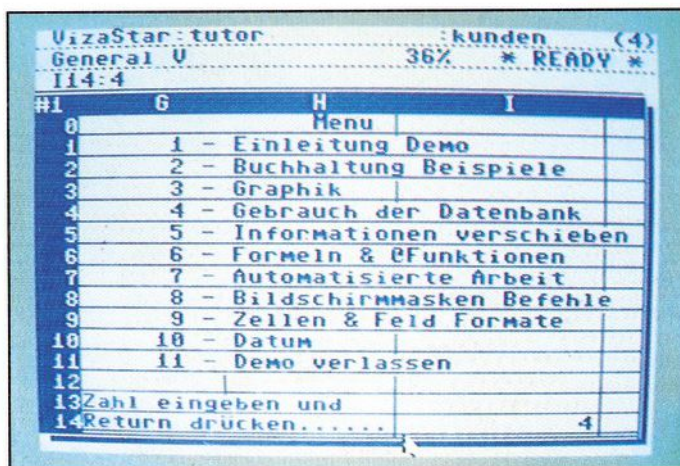 VizaStar:tutor :kunden (4)
General V 36% * READY *
I14:4
#1 G H I
0 Menu
1 1 - Einleitung Demo
2 2 - Buchhaltung Beispiele
3 3 - Graphik
4 4 - Gebrauch der Datenbank
5 5 - Informationen verschieben
6 6 - Formeln & @Funktionen
7 7 - Automatisierte Arbeit
8 8 - Bildschirmmasken Befehle
9 9 - Zellen & Feld Formate
10 10 - Datum
11 11 - Demo verlassen
12
13 Zahl eingeben und
14 Return drücken...... 4